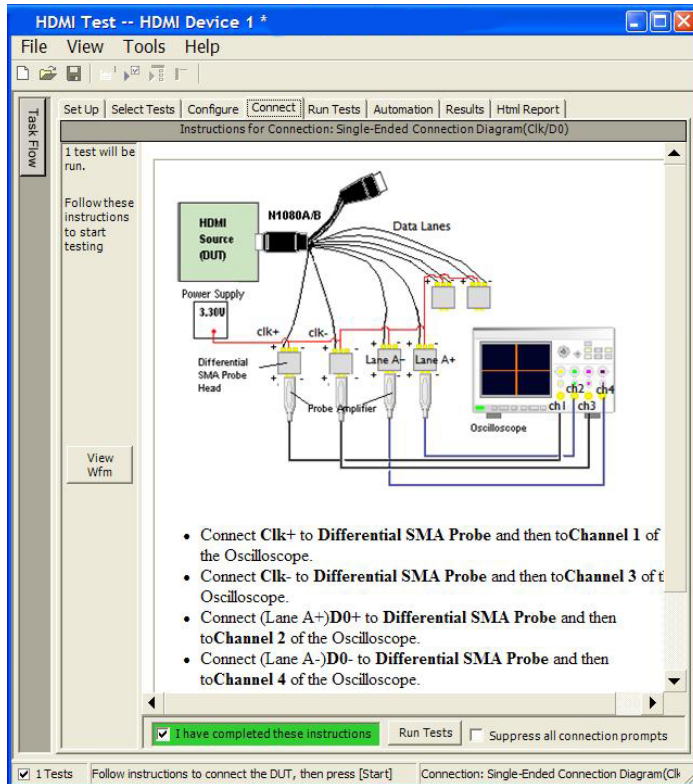 HDMI Test -- HDMI Device 1 *
File View Tools Help
Task Flow
Set Up Select Tests Configure Connect Run Tests Automation Results Html Report
Instructions for Connection: Single-Ended Connection Diagram(Clk/D0)
1 test will be
run.
Follow these
instructions
to start
testing
View
Wfm
HDMI
Source
(DUT)
N1080A/B
Data Lanes
Power Supply
3.30V
clk+
clk-
+ -
+ -
+ -
+ -
+ -
+ -
Lane A-
Lane A+
Differential
SMA Probe
Head
+ -
+ -
+ -
+ -
Probe Amplifier
ch1
ch2
ch3
ch4
Oscilloscope
• Connect Clk+ to Differential SMA Probe and then toChannel 1 of
the Oscilloscope.
• Connect Clk- to Differential SMA Probe and then toChannel 3 of t
Oscilloscope.
• Connect (Lane A+)D0+ to Differential SMA Probe and then
toChannel 2 of the Oscilloscope.
• Connect (Lane A-)D0- to Differential SMA Probe and then
toChannel 4 of the Oscilloscope.
I have completed these instructions
Run Tests
Suppress all connection prompts
1 Tests
Follow instructions to connect the DUT, then press [Start]
Connection: Single-Ended Connection Diagram(Cl